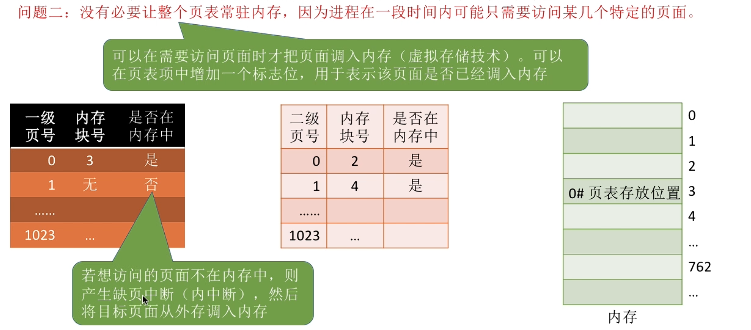 问题二：没有必要让整个页表常驻内存，因为进程在一段时间内可能只需要访问某几个特定的页面。
可以在需要访问页面时才把页面调入内存（虚拟存储技术）。可以
在页表项中增加一个标志位，用于表示该页面是否已经调入内存
一级 内存 是否在
页号 块号 内存中
0 3 是
1 无 否
......
1023 ...
二级 内存 是否在
页号 块号 内存中
0 2 是
1 4 是
......
1023 ...
0
1
2
0# 页表存放位置 3
4
...
762
...
内存
若想访问的页面不在内存中，则
产生缺页中断（内中断），然后
将目标页面从外存调入内存